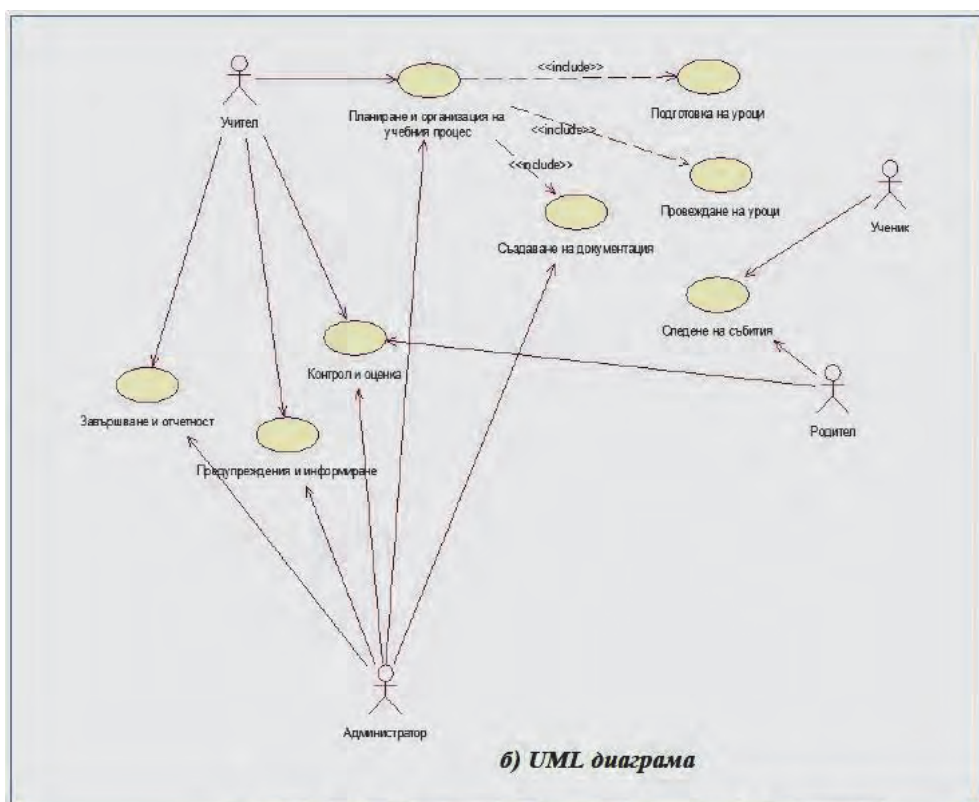 <<include>>
Учител
Планиране и организация на
учебния процес
Подготовка на уроци
<<include>>
<<include>>
Провеждане на уроци
Ученик
Създаване на документация
Следене на събития
Контрол и оценка
Завършване и отчетност
Родител
Предупреждения и информиране
Администратор
б) UML диаграма